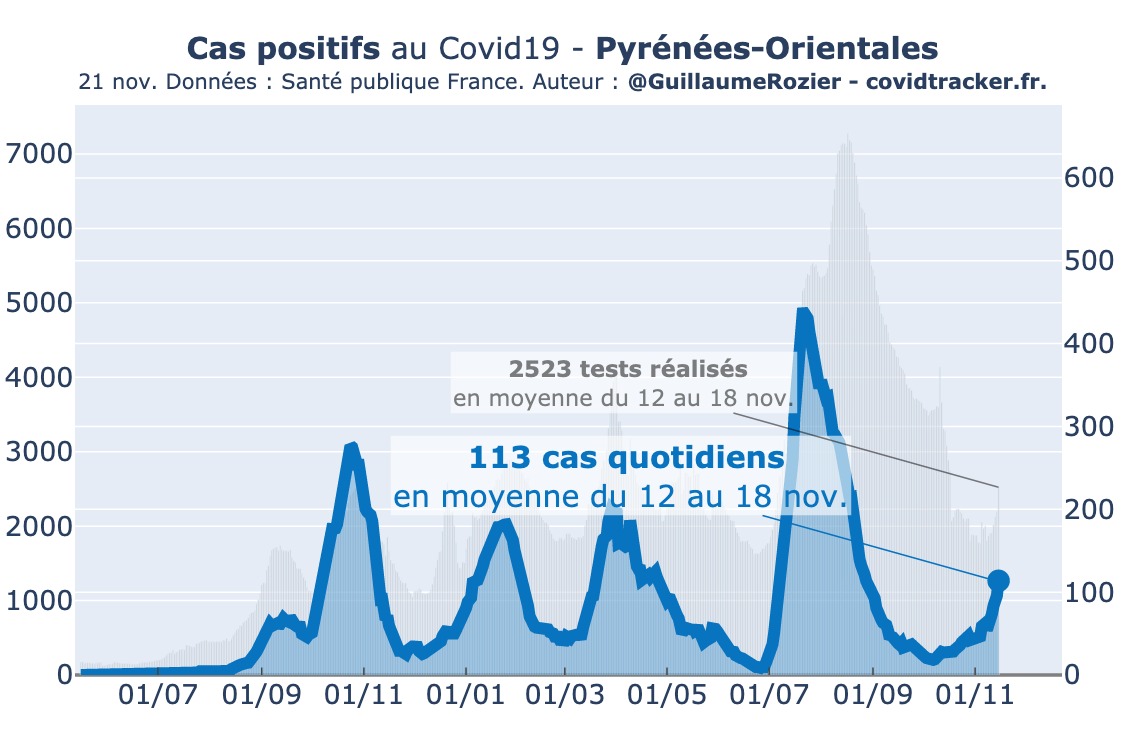 Cas positifs au Covid19 - Pyrénées-Orientales
21 nov. Données : Santé publique France. Auteur : @GuillaumeRozier - covidtracker.fr.
7000
6000
5000
4000
3000
2000
1000
0
600
500
400
300
200
100
0
2523 tests réalisés
en moyenne du 12 au 18 nov.
113 cas quotidiens
en moyenne du 12 au 18 nov.
01/07 01/09 01/11 01/01 01/03 01/05 01/07 01/09 01/11